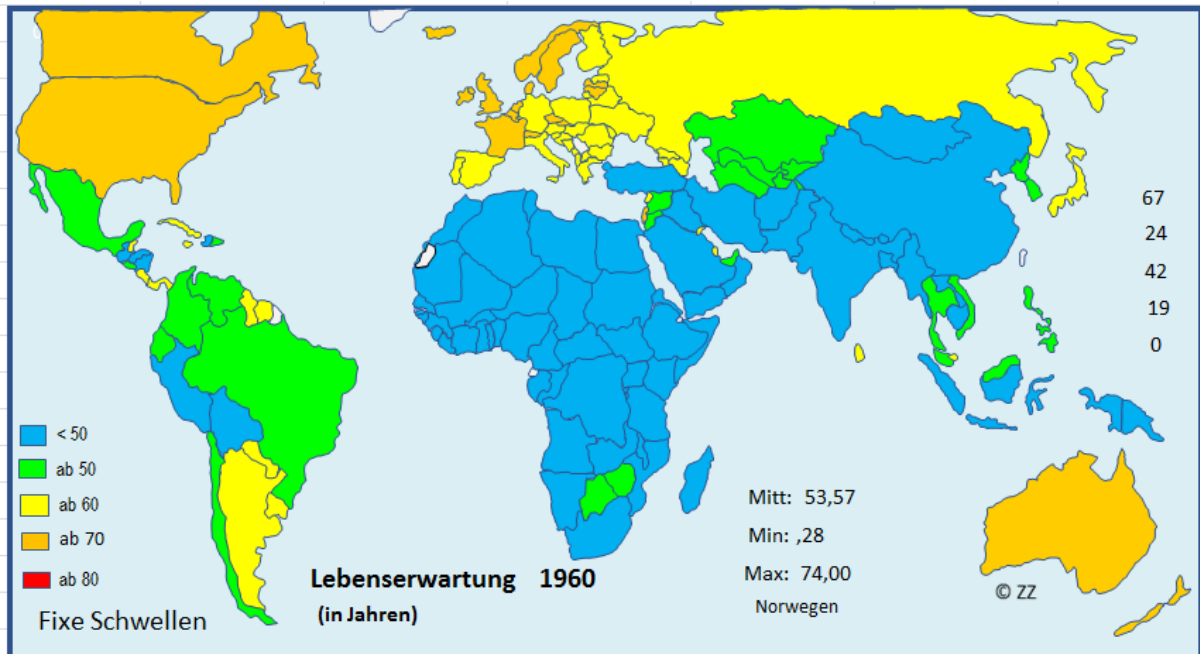 67
24
42
19
0
< 50
ab 50
ab 60
ab 70
ab 80
Fixe Schwellen
Lebenserwartung 1960
(in Jahren)
Mitt: 53,57
Min: ,28
Max: 74,00
Norwegen
© ZZ